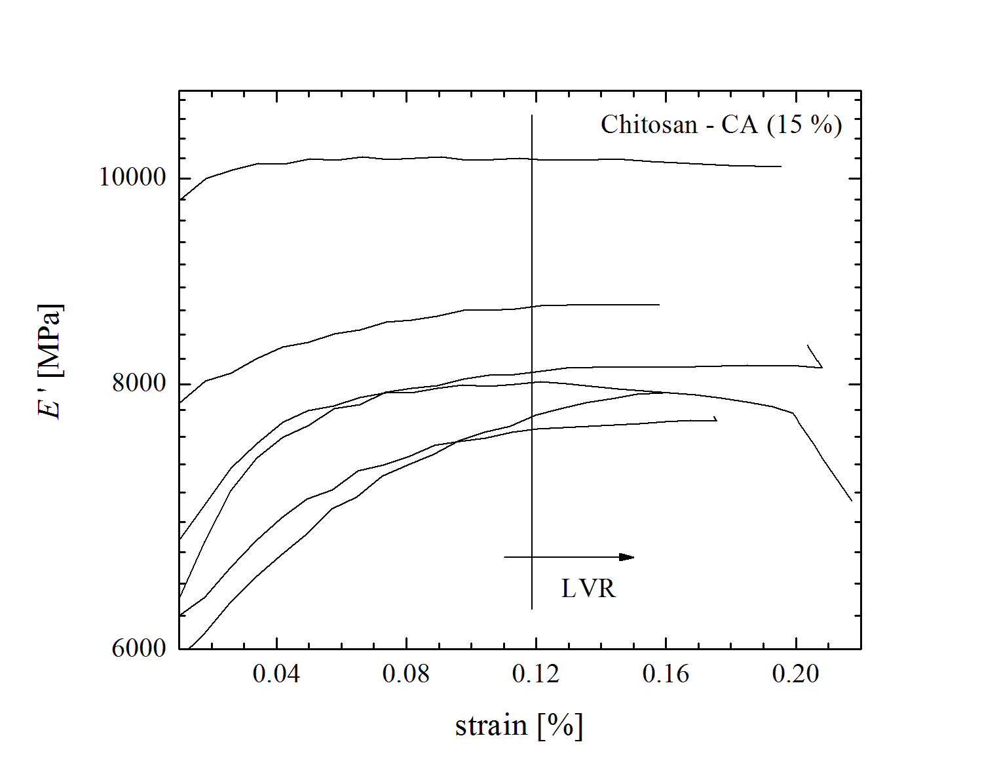 Chitosan - CA (15 %)
10000
8000
6000
E ' [MPa]
LVR
0.04 0.08 0.12 0.16 0.20
strain [%]